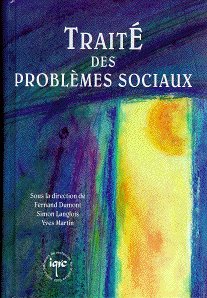 TRAITÉ
DES
PROBLÈMES SOCIAUX
Sous la direction de
Fernand Dumont
Simon Langlois
Yves Martin
iqrc